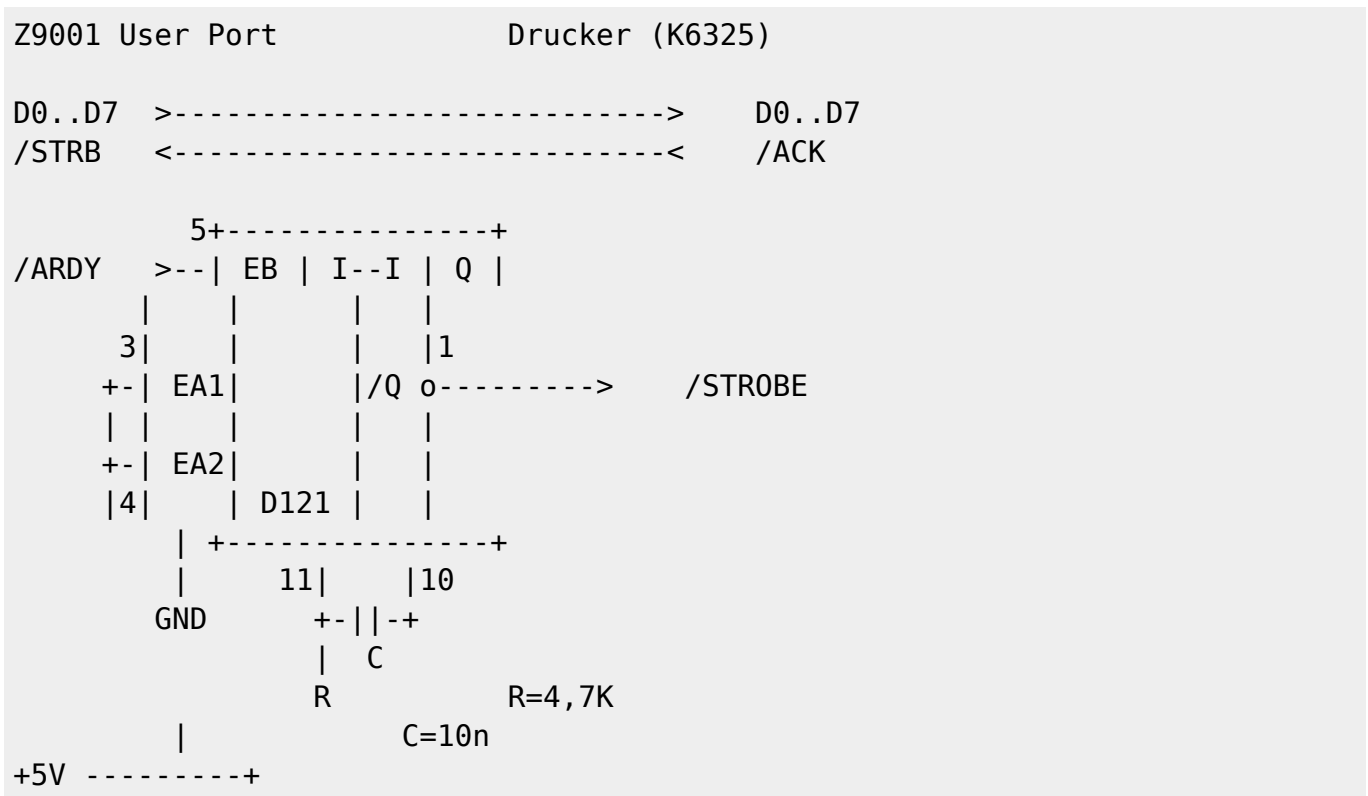 Z9001 User Port             Drucker (K6325)

D0..D7  >---------------------------->    D0..D7
/STRB   <----------------------------<    /ACK

          5+---------------+
/ARDY   >--| EB | I--I | Q |
       |    |      |   |
      3|    |      |   |1
     +-| EA1|      |/Q o--------->    /STROBE
     | |    |      |   |
     +-| EA2|      |   |
     |4|    | D121 |   |
         | +---------------+
         |     11|    |10
        GND      +-||-+
                 |  C
                 R          R=4,7K
         |            C=10n
+5V ---------+